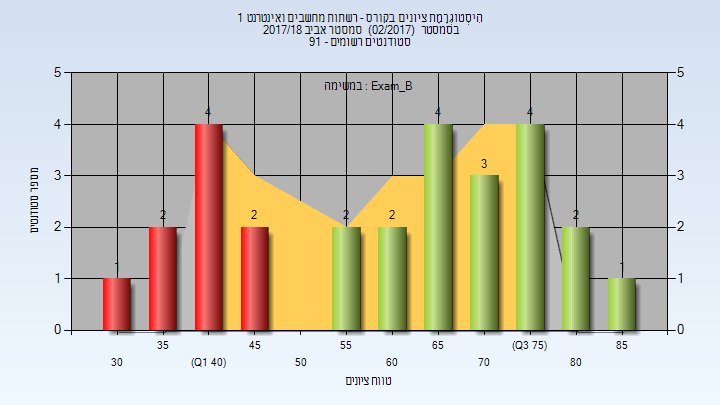 הִיסְטוֹגְרָמַת ציונים בקורס - רשתות מחשבים ואינטרנט 1
בסמסטר (02/2017) סמסטר אביב 2017/18
סטודנטים רשומים - 91
במשימה : Exam_B
5 5
4 4
3 3
2 2
1 1
0 0
1 2 4 2 2 2 4 3 4 2 1
מספר סטודנטים
35 45 55 65 (Q3 75) 85
30 (Q1 40) 50 60 70 80
טווח ציונים